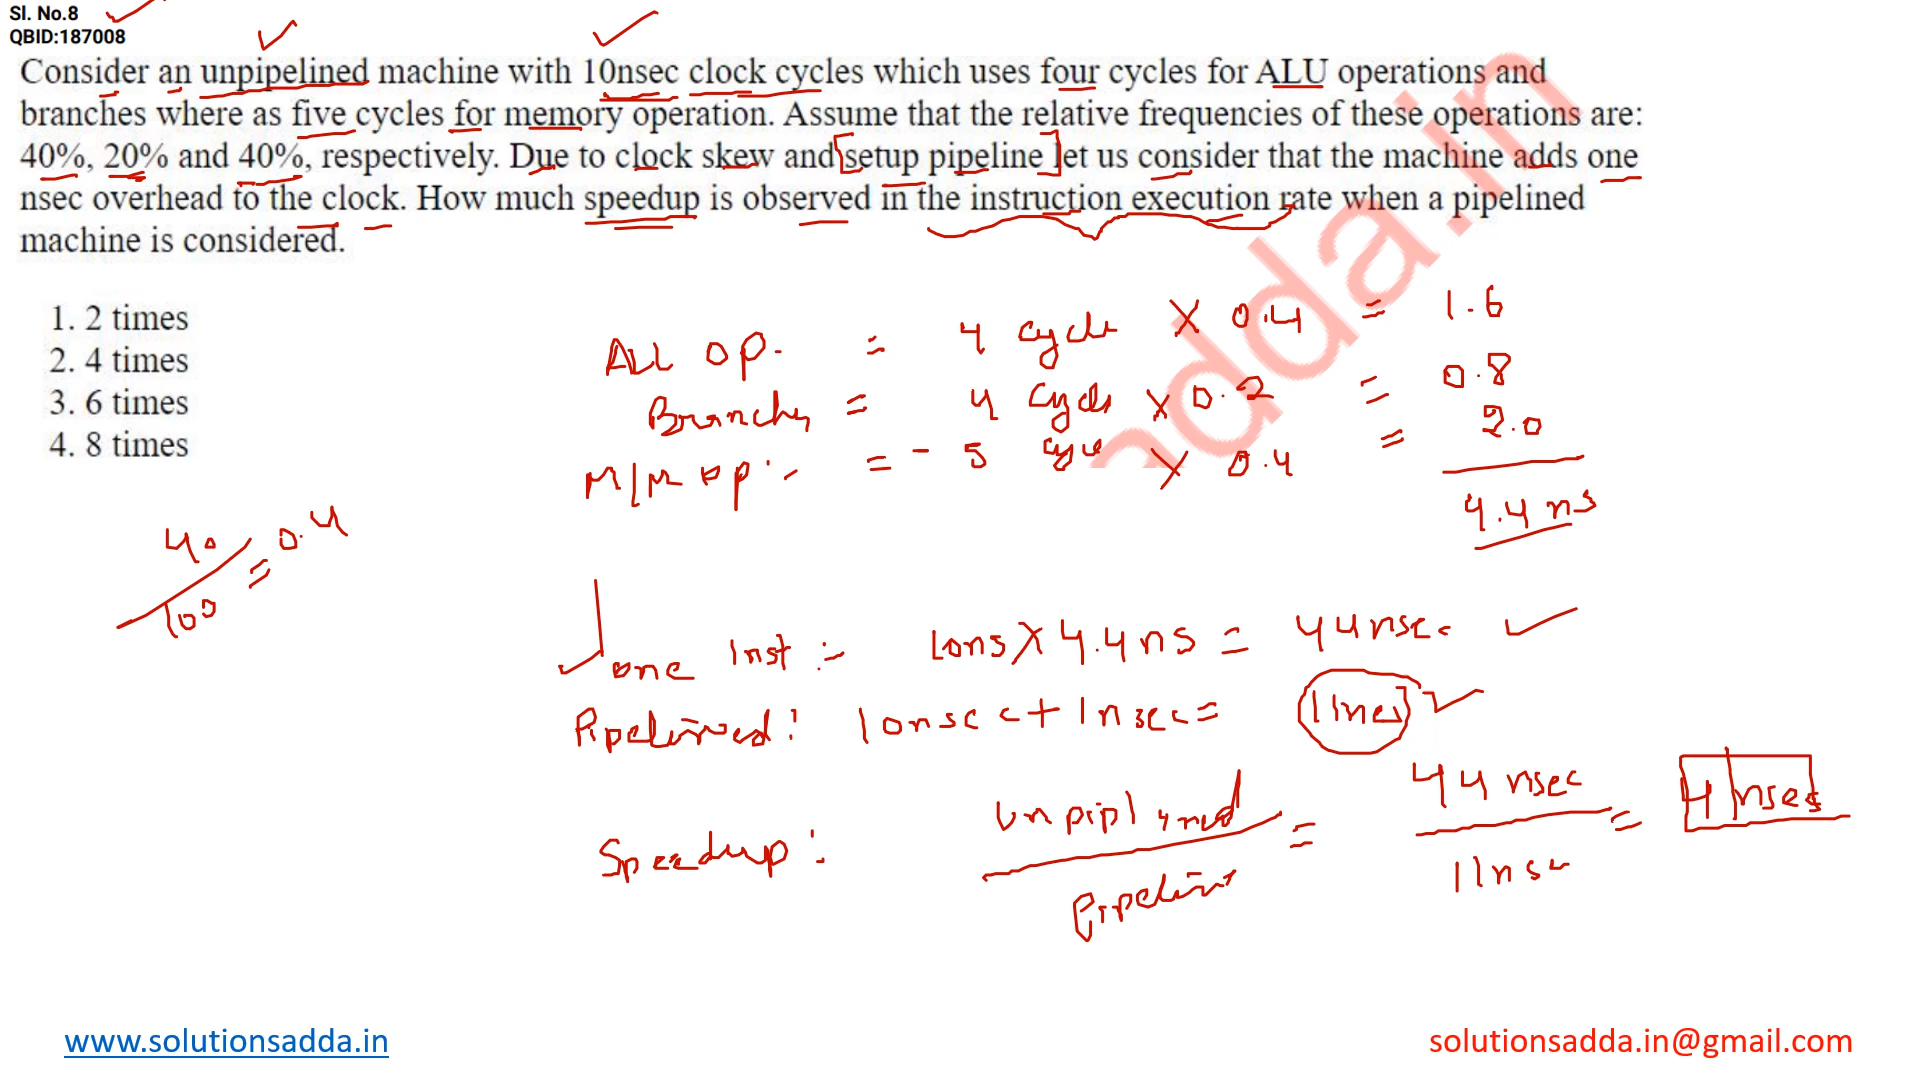 Sl. No.8
QBID:187008
Consider an unpipelined machine with 10nsec clock cycles which uses four cycles for ALU operations and
branches where as five cycles for memory operation. Assume that the relative frequencies of these operations are:
40%, 20% and 40%, respectively. Due to clock skew and [setup pipeline] let us consider that the machine adds one
nsec overhead to the clock. How much speedup is observed in the instruction execution rate when a pipelined
machine is considered.
1. 2 times
2. 4 times
3. 6 times
4. 8 times
ALU op. = 4 cycle X 0.4 = 1.6
Branches = 4 cycles X 0.2 = 0.8
M/M op :- = - 5 cycle X 0.4 = 2.0
4.4 ns
40/100 = 0.4
one Inst :- 10ns X 4.4ns = 44nsec
Pipelined: 10nsec + 1nsec = 11nsec
Speedup: unpiplined / Pipeline = 44 nsec / 11nsec = 4 nsec
adda.in
www.solutionsadda.in
solutionsadda.in@gmail.com